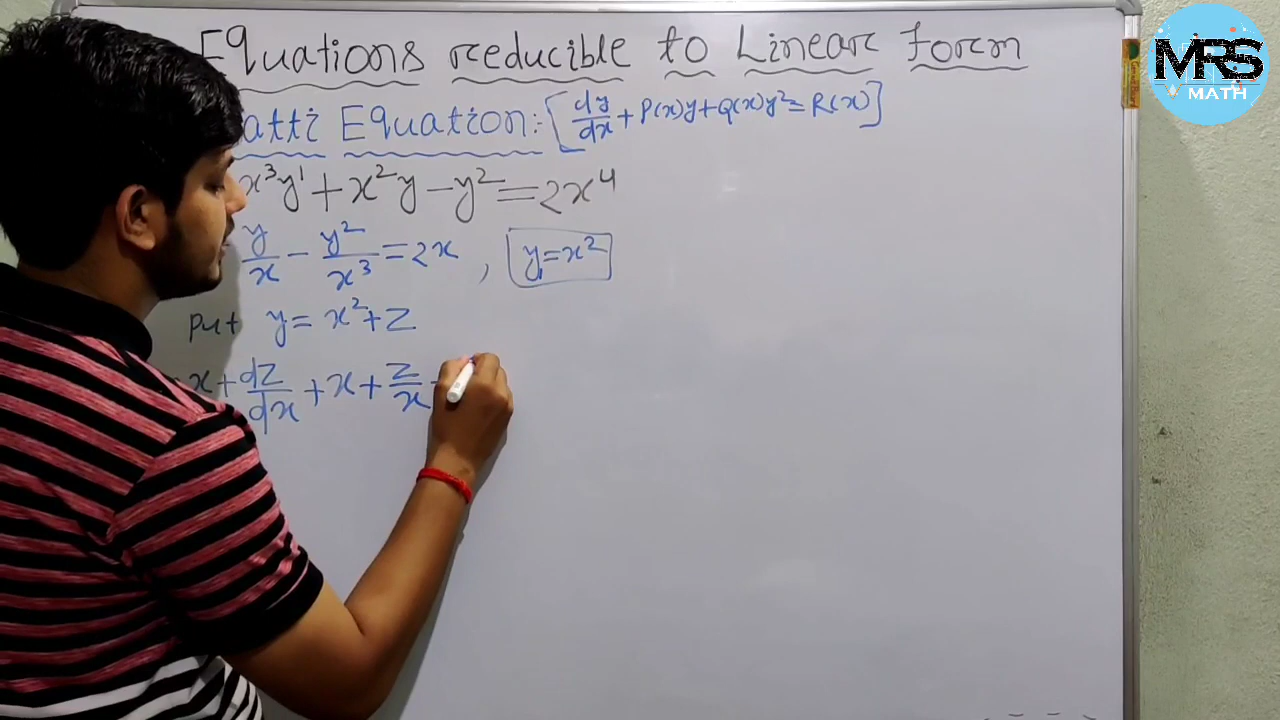 Equations reducible to Linear form
atti Equation:- [dy/dx + P(x)y + Q(x)y² = R(x)]
x³y' + x²y - y² = 2x⁴
y/x - y²/x³ = 2x , y₁ = x²
put y = x² + z
x + dz/dx + x + z/x -
MRS
MATH